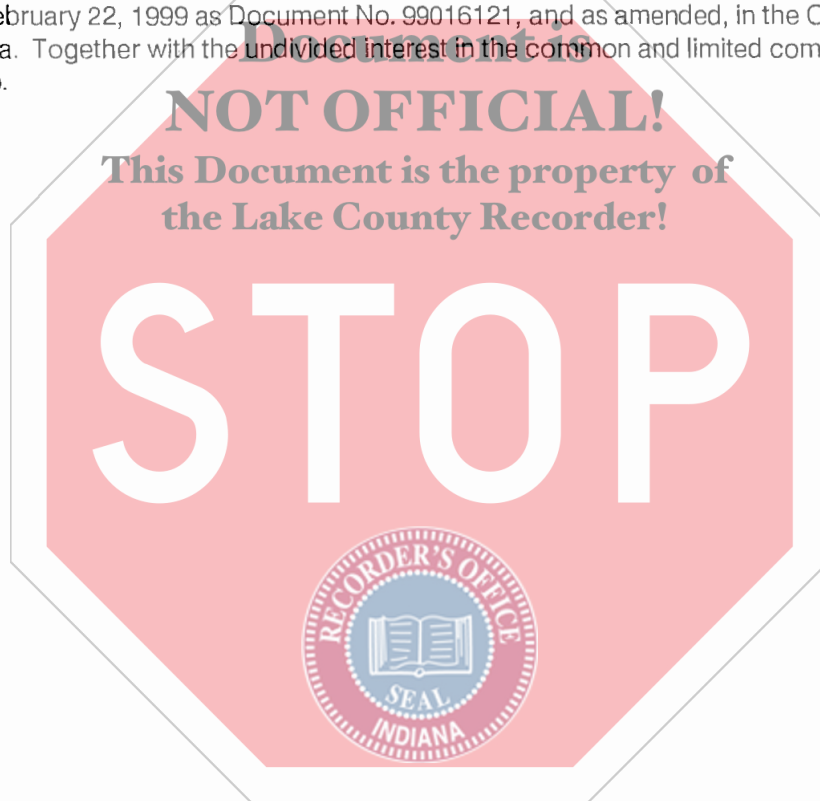 ebruary 22, 1999 as Document No. 99016121, and as amended, in the O
a. Together with the undivided interest in the common and limited com
Document is
NOT OFFICIAL!
This Document is the property of
the Lake County Recorder!
STOP
RECORDER'S OFFICE
SEAL
INDIANA